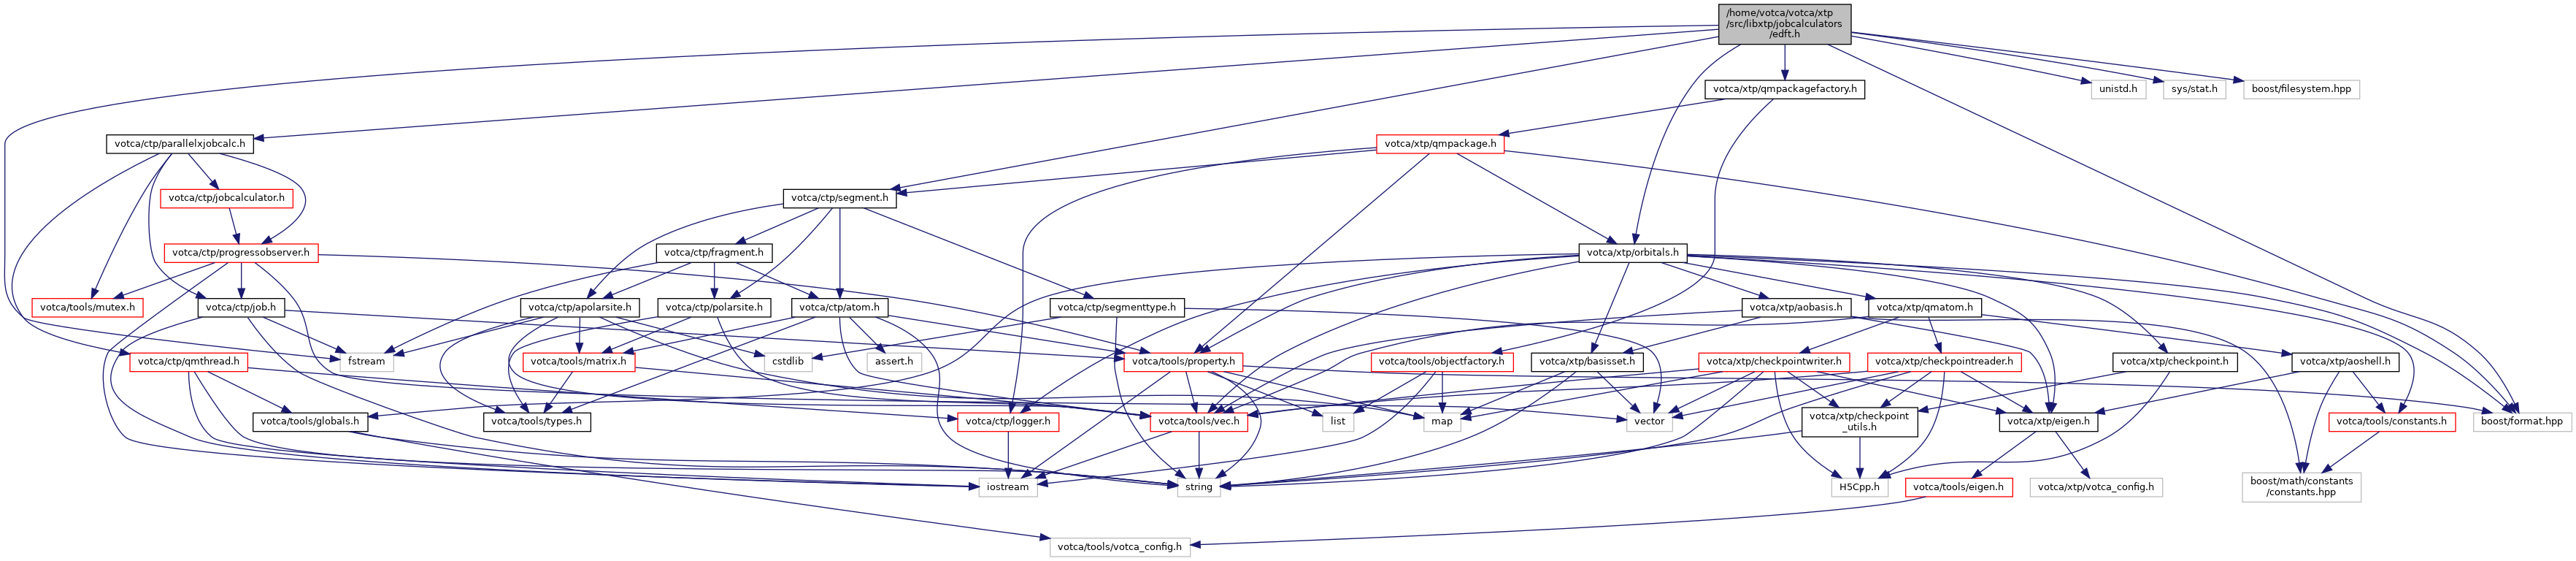 /home/votca/votca/xtp
/src/libxtp/jobcalculators
/edft.h
votca/xtp/qmpackagefactory.h
unistd.h
sys/stat.h
boost/filesystem.hpp
votca/ctp/parallelxjobcalc.h
votca/xtp/qmpackage.h
votca/ctp/jobcalculator.h
votca/ctp/segment.h
votca/ctp/progressobserver.h
votca/ctp/fragment.h
votca/xtp/orbitals.h
votca/tools/mutex.h
votca/ctp/job.h
votca/ctp/apolarsite.h
votca/ctp/polarsite.h
votca/ctp/atom.h
votca/ctp/segmenttype.h
votca/xtp/aobasis.h
votca/xtp/qmatom.h
votca/ctp/qmthread.h
fstream
votca/tools/matrix.h
cstdlib
assert.h
votca/tools/property.h
votca/tools/objectfactory.h
votca/xtp/basisset.h
votca/xtp/checkpointwriter.h
votca/xtp/checkpointreader.h
votca/xtp/checkpoint.h
votca/xtp/aoshell.h
votca/tools/globals.h
votca/tools/types.h
votca/ctp/logger.h
votca/tools/vec.h
list
map
vector
votca/xtp/checkpoint
_utils.h
votca/xtp/eigen.h
votca/tools/constants.h
boost/format.hpp
iostream
string
H5Cpp.h
votca/tools/eigen.h
votca/xtp/votca_config.h
boost/math/constants
/constants.hpp
votca/tools/votca_config.h